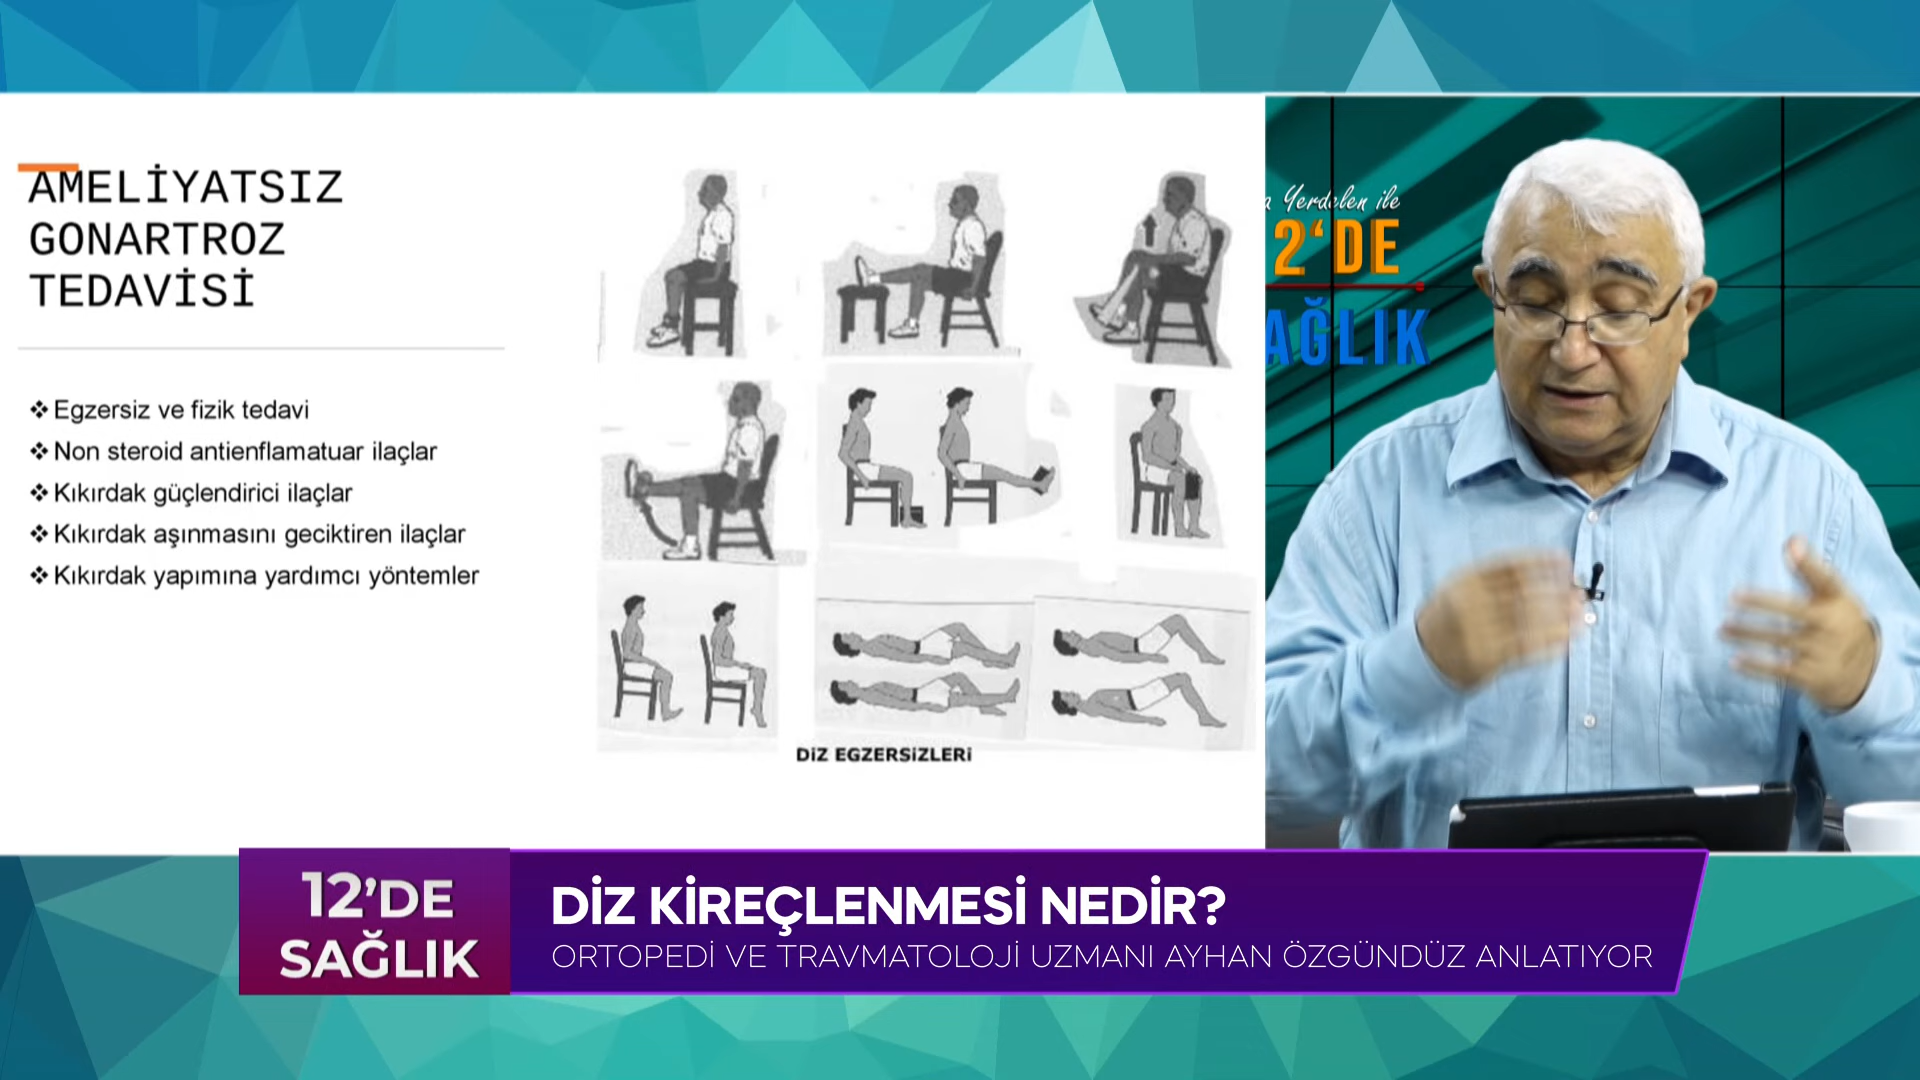 AMELİYATSIZ
GONARTROZ
TEDAVİSİ
❖ Egzersiz ve fizik tedavi
❖ Non steroid antienflamatuar ilaçlar
❖ Kıkırdak güçlendirici ilaçlar
❖ Kıkırdak aşınmasını geciktiren ilaçlar
❖ Kıkırdak yapımına yardımcı yöntemler
DİZ EGZERSİZLERİ
Yerdelen ile
2'DE
AĞLIK
12'DE
SAĞLIK
DİZ KİREÇLENMESİ NEDİR?
ORTOPEDİ VE TRAVMATOLOJİ UZMANI AYHAN ÖZGÜNDÜZ ANLATIYOR